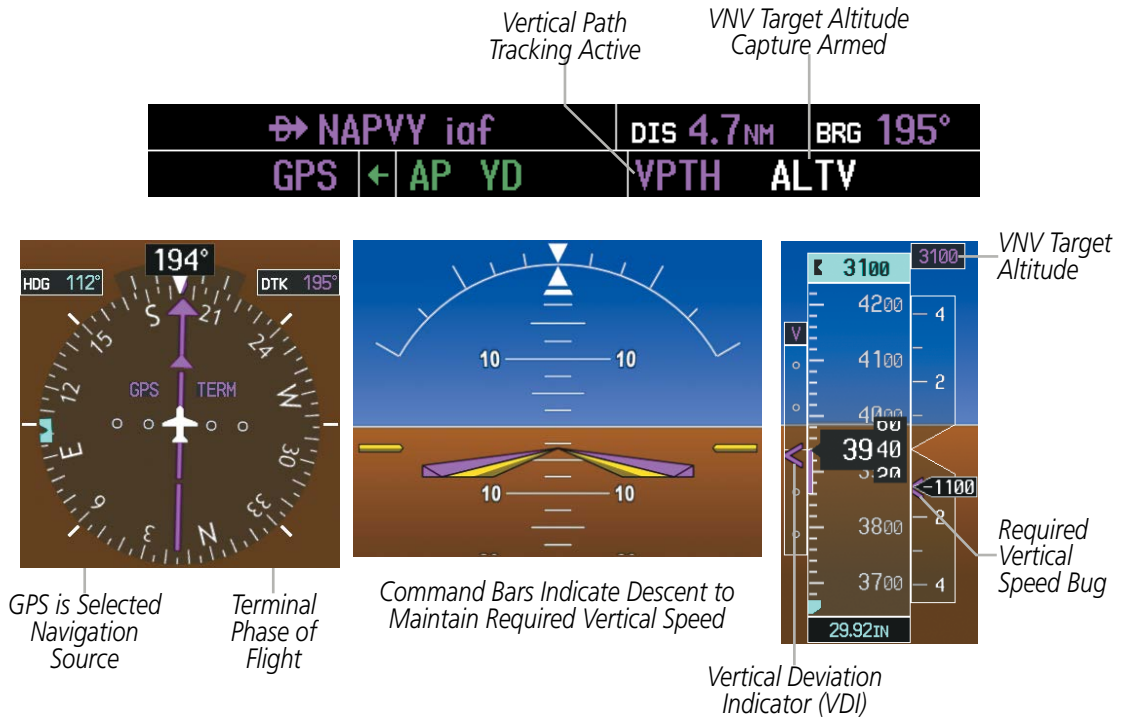 Vertical Path
Tracking Active
VNV Target Altitude
Capture Armed
NAPVY iaf
DIS 4.7NM BRG 195°
GPS ← AP YD
VPTH ALTV
194°
HDG 112°
DTK 195°
S 21 24 W 30 33 N 3 6 E 12 15
GPS TERM
10 10
10 10
3100
3100
4200
4100
4000
3940
60
20
3800
3700
V
4
2
-1100
2
4
29.92IN
VNV Target
Altitude
Required
Vertical
Speed Bug
GPS is Selected
Navigation
Source
Terminal
Phase of
Flight
Command Bars Indicate Descent to
Maintain Required Vertical Speed
Vertical Deviation
Indicator (VDI)